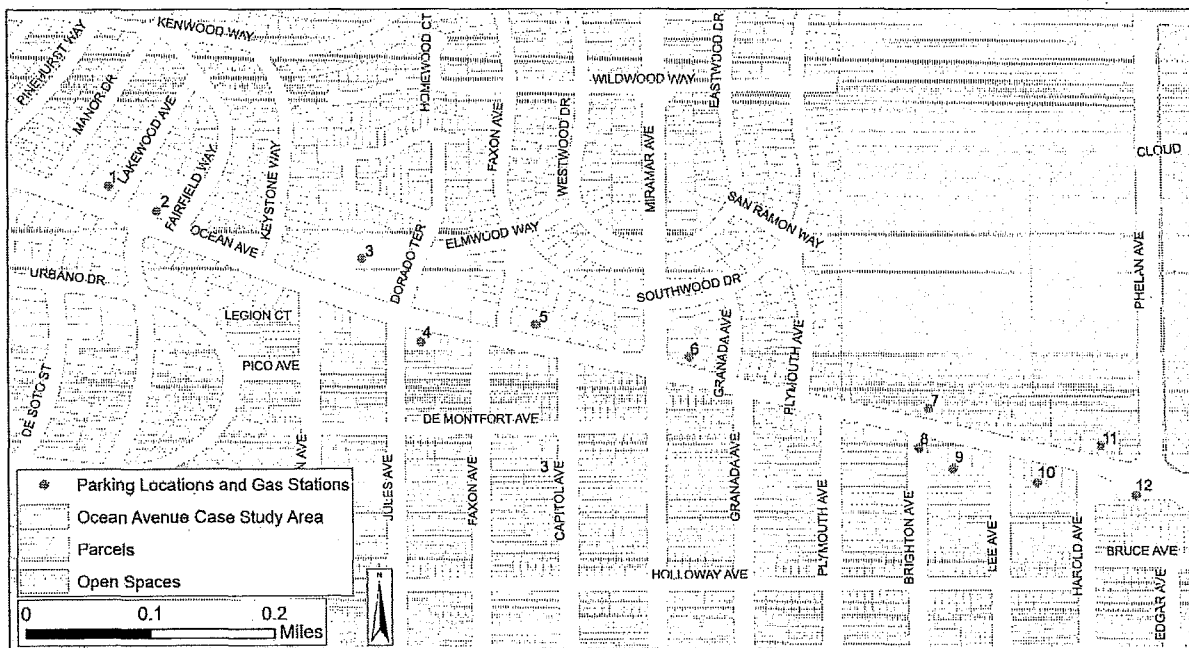 PINEHURST WAY
MANOR DR
LAKEWOOD AVE
KENWOOD WAY
FAIRFIELD WAY
KEYSTONE WAY
HOMEWOOD CT
FAXON AVE
WESTWOOD DR
WILDWOOD WAY
MIRAMAR AVE
EASTWOOD DR
CLOUD
1
2
OCEAN AVE
3
DORADO TER
ELMWOOD WAY
SAN RAMON WAY
SOUTHWOOD DR
PHELAN AVE
URBANO DR
LEGION CT
PICO AVE
DE SOTO ST
4
5
6
GRANADA AVE
PLYMOUTH AVE
7
DE MONTFORT AVE
8
9
10
11
12
N AVE
JULES AVE
FAXON AVE
3
CAPITOL AVE
GRANADA AVE
PLYMOUTH AVE
BRIGHTON AVE
LEE AVE
HAROLD AVE
BRUCE AVE
EDGAR AVE
HOLLOWAY AVE
Parking Locations and Gas Stations
Ocean Avenue Case Study Area
Parcels
Open Spaces
0 0.1 0.2
Miles
N